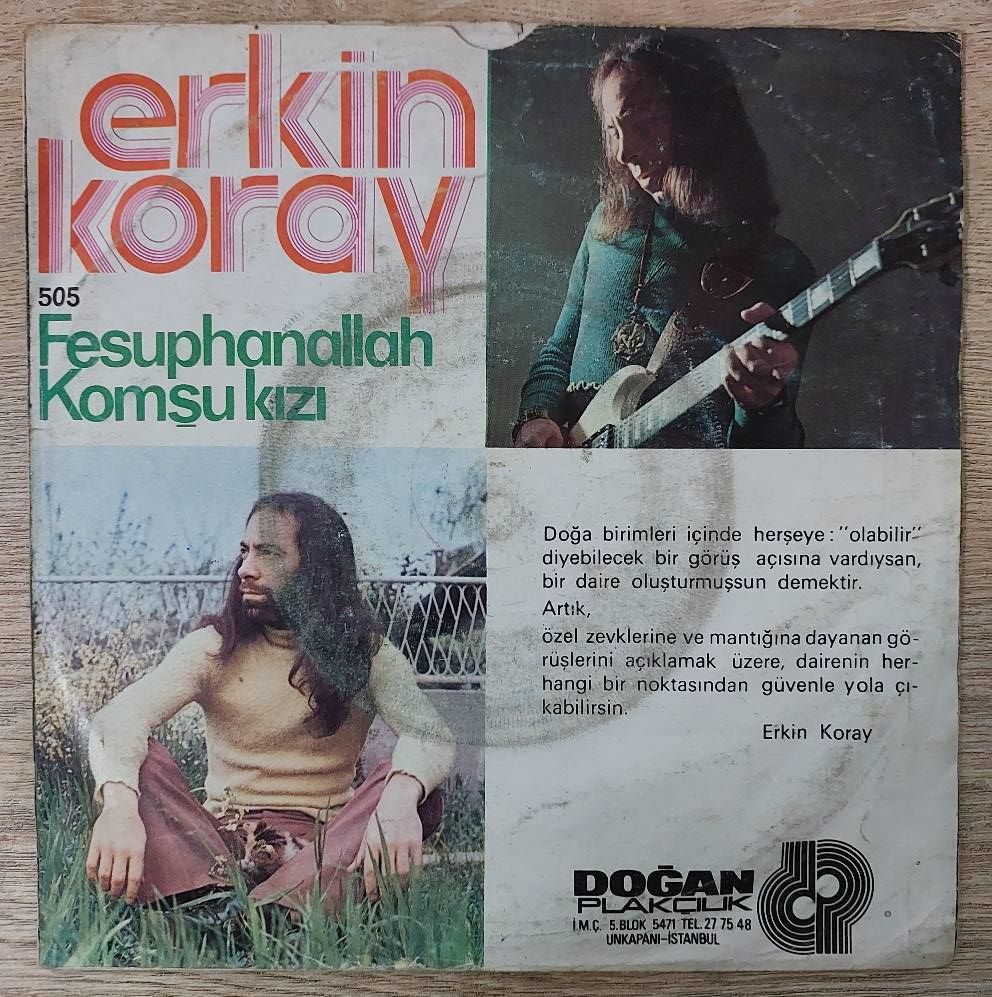 erkin
koray
505
Fesuphanallah
Komşu kızı
Doğa birimleri içinde herşeye: "olabilir"
diyebilecek bir görüş açısına vardıysan,
bir daire oluşturmuşsun demektir.
Artık,
özel zevklerine ve mantığına dayanan gö-
rüşlerini açıklamak üzere, dairenin her-
hangi bir noktasından güvenle yola çı-
kabilirsin.
Erkin Koray
DOĞAN
PLAKÇILIK
İ.M.Ç. 5.BLOK 5471 TEL.27 75 48
UNKAPANI-İSTANBUL
dp